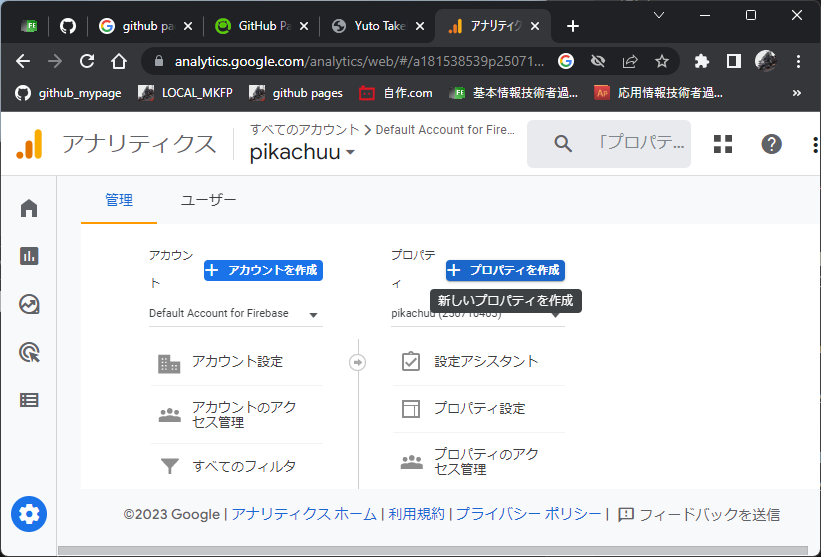 github pa
GitHub Pa
Yuto Take
アナリティク
analytics.google.com/analytics/web/#/a181538539p25071...
github_mypage
LOCAL_MKFP
github pages
自作.com
基本情報技術者過...
応用情報技術者過...
»
アナリティクス
すべてのアカウント > Default Account for Fire...
pikachuu
「プロパテ...
管理
ユーザー
アカウント
アカウントを作成
プロパティ
プロパティを作成
新しいプロパティを作成
Default Account for Firebase
アカウント設定
設定アシスタント
アカウントのアク
セス管理
プロパティ設定
すべてのフィルタ
プロパティのアク
セス管理
©2023 Google | アナリティクス ホーム | 利用規約 | プライバシー ポリシー | フィードバックを送信